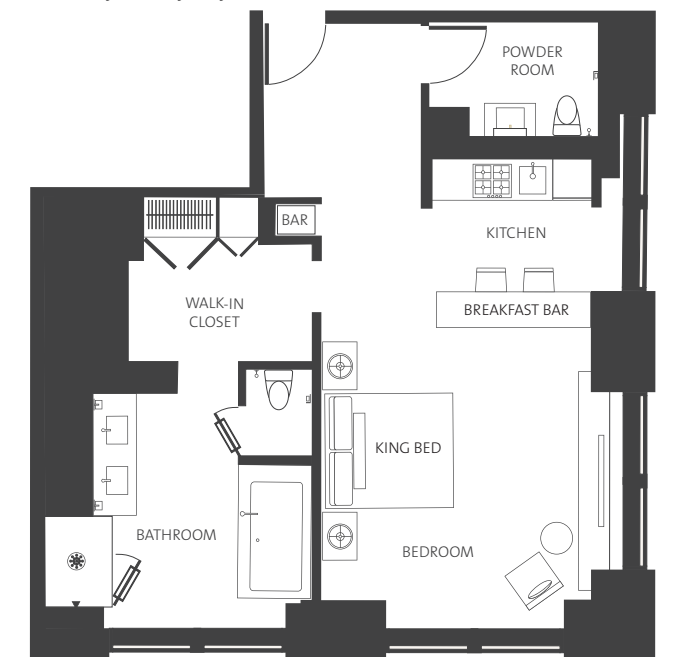 POWDER
ROOM
BAR
KITCHEN
WALK-IN
CLOSET
BREAKFAST BAR
KING BED
BATHROOM
BEDROOM